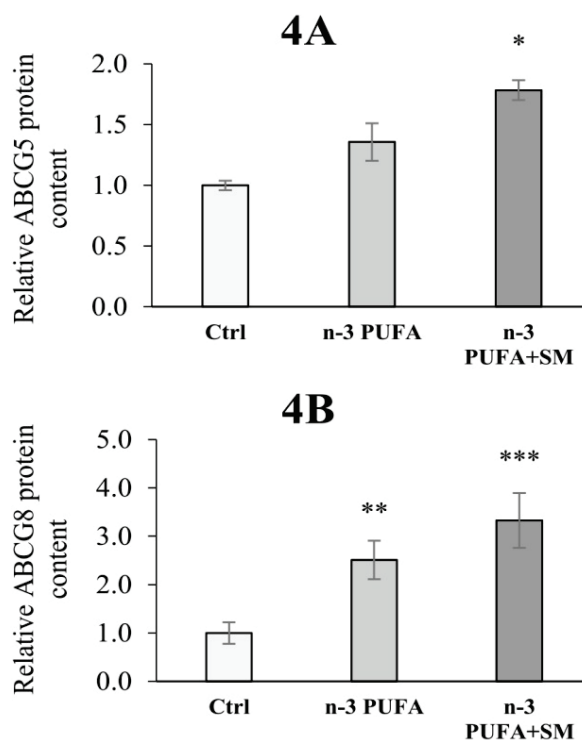 4A
*
Relative ABCG5 protein
content
2.0
1.5
1.0
0.5
0.0
Ctrl
n-3 PUFA
n-3
PUFA+SM
4B
Relative ABCG8 protein
content
5.0
4.0
3.0
2.0
1.0
0.0
**
***
Ctrl
n-3 PUFA
n-3
PUFA+SM